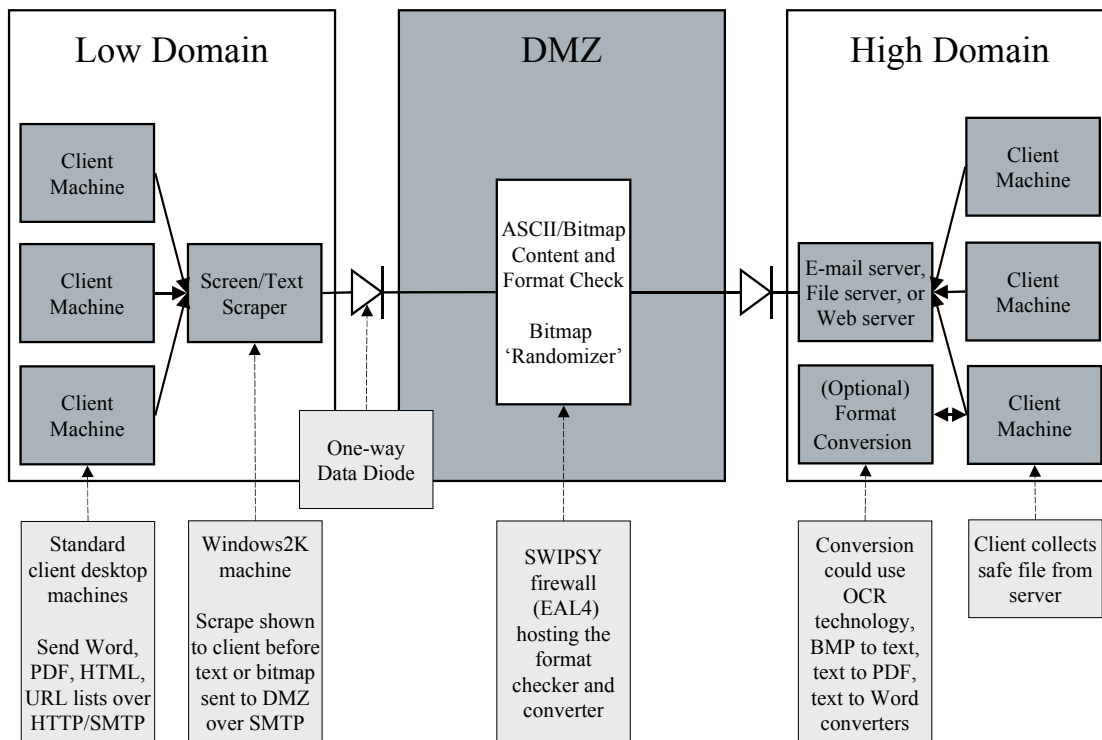 Low Domain
DMZ
High Domain
Client
Machine
Client
Machine
Client
Machine
Screen/Text
Scraper
ASCII/Bitmap
Content and
Format Check
Bitmap
‘Randomizer’
E-mail server,
File server, or
Web server
(Optional)
Format
Conversion
Client
Machine
Client
Machine
Client
Machine
One-way
Data Diode
Standard
client desktop
machines
Send Word,
PDF, HTML,
URL lists over
HTTP/SMTP
Windows2K
machine
Scrape shown
to client before
text or bitmap
sent to DMZ
over SMTP
SWIPSY
firewall
(EAL4)
hosting the
format
checker and
converter
Conversion
could use
OCR
technology,
BMP to text,
text to PDF,
text to Word
converters
Client collects
safe file from
server